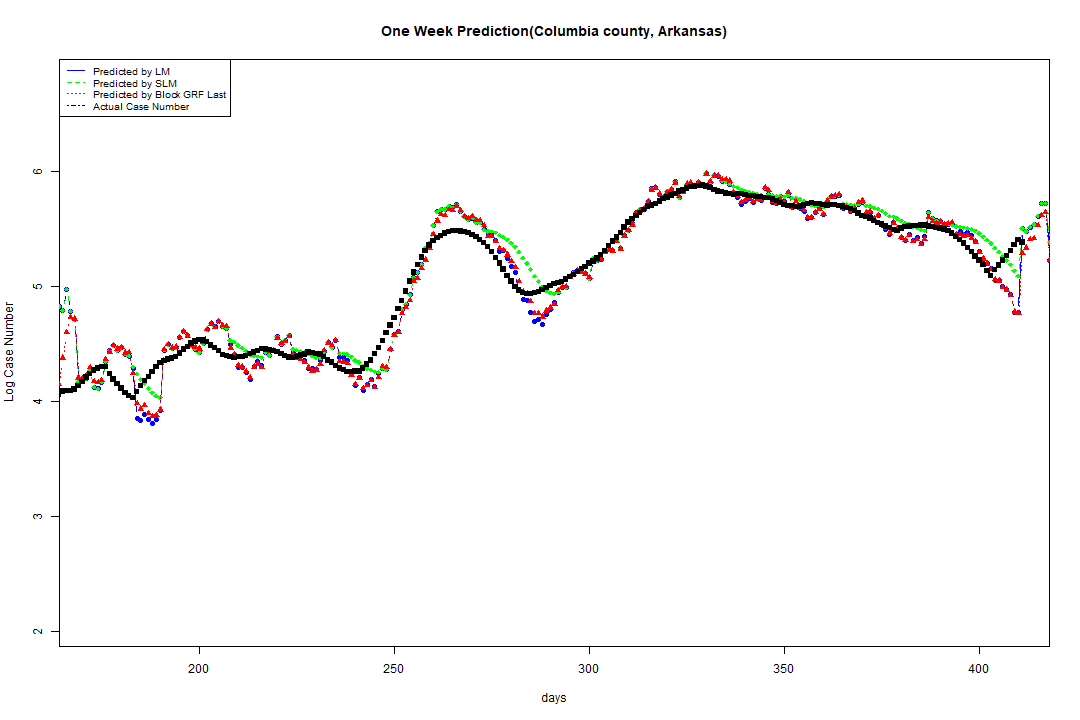 One Week Prediction(Columbia county, Arkansas)
Predicted by LM
Predicted by SLM
Predicted by Block GRF Last
Actual Case Number
Log Case Number
6
5
4
3
2
200 250 300 350 400
days